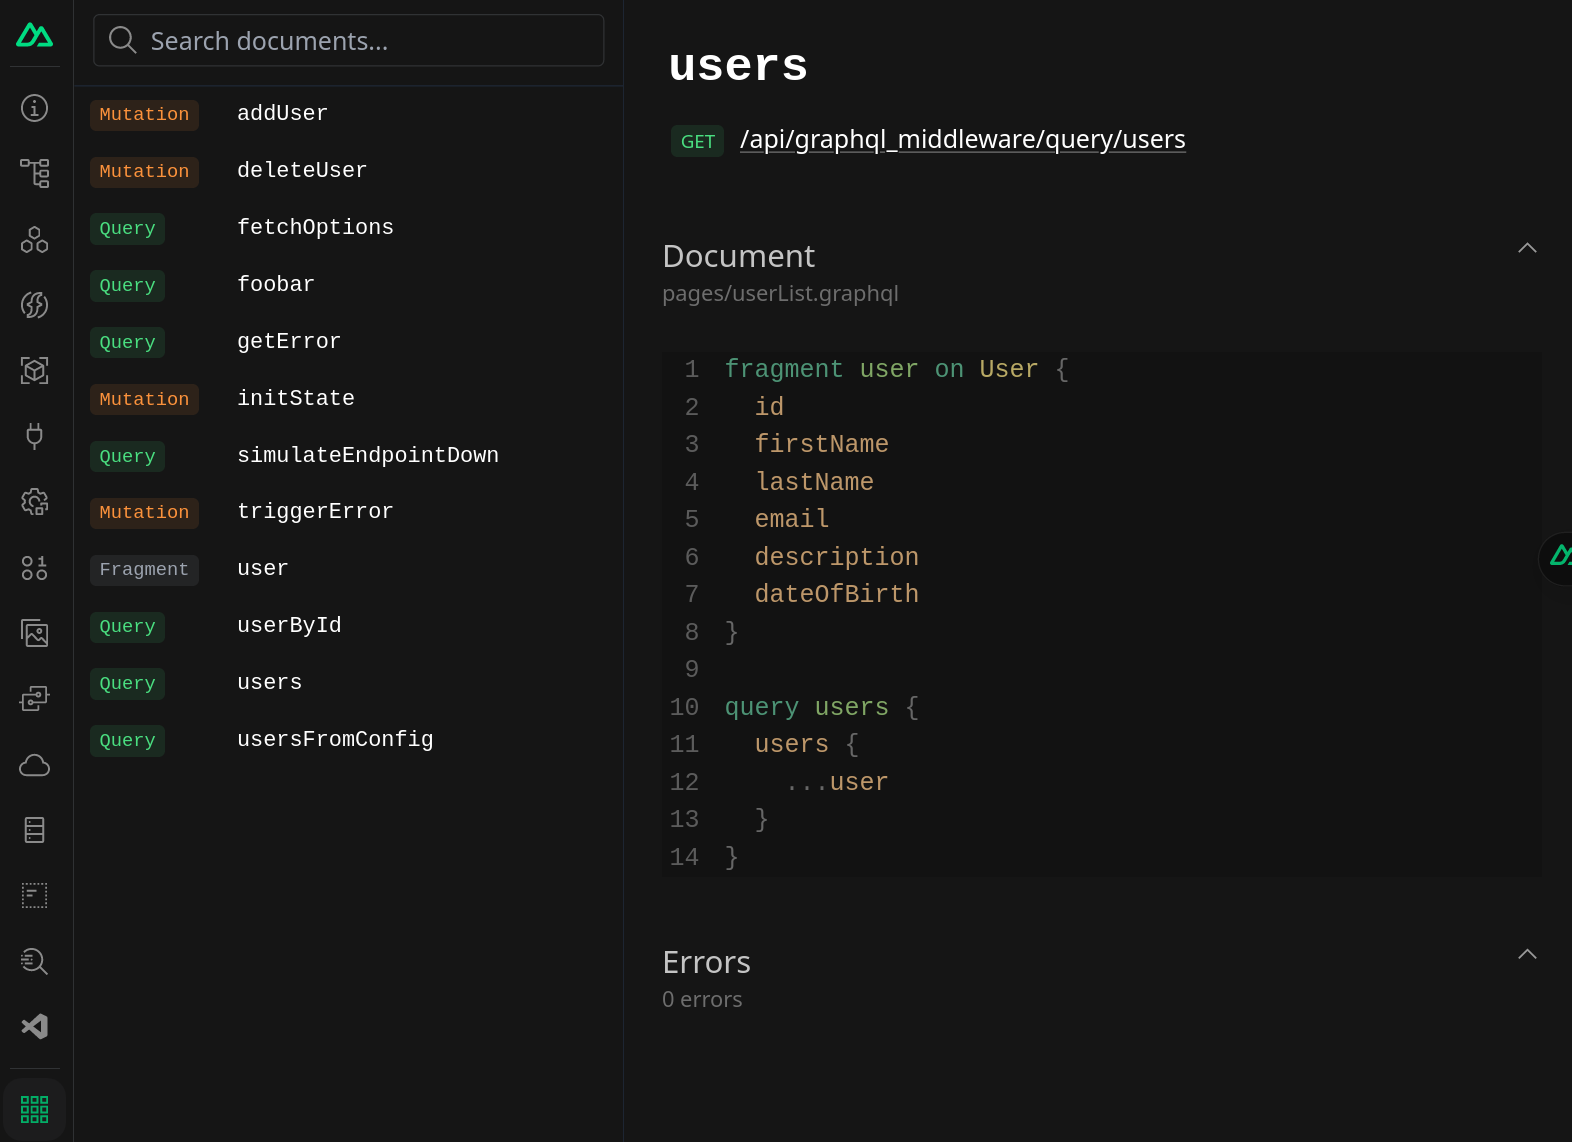 Search documents...
Mutation addUser
Mutation deleteUser
Query fetchOptions
Query foobar
Query getError
Mutation initState
Query simulateEndpointDown
Mutation triggerError
Fragment user
Query userById
Query users
Query usersFromConfig
users
GET /api/graphql_middleware/query/users
Document
pages/userList.graphql
1 fragment user on User {
2   id
3   firstName
4   lastName
5   email
6   description
7   dateOfBirth
8 }
9
10 query users {
11   users {
12     ...user
13   }
14 }
Errors
0 errors